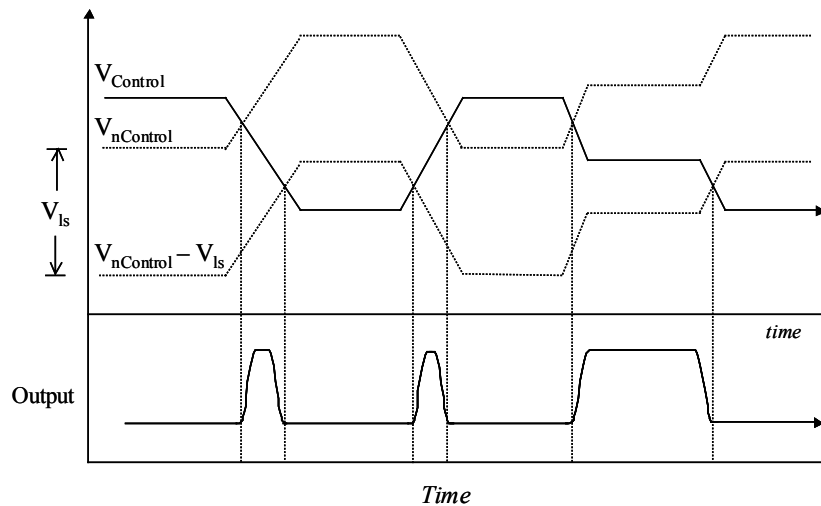 V_Control
V_nControl
V_ls
V_nControl – V_ls
time
Output
Time